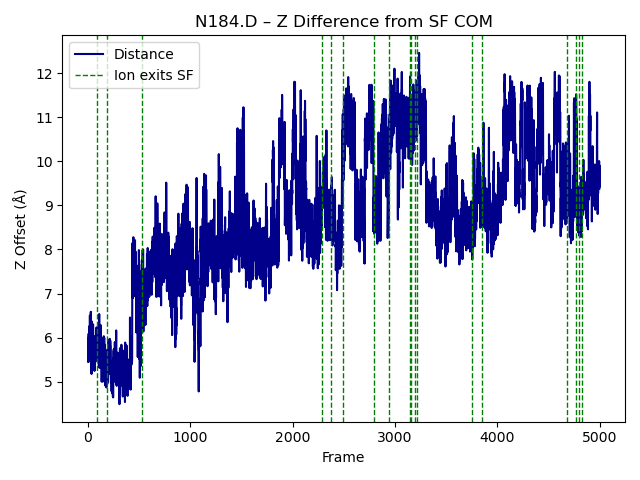 N184.D – Z Difference from SF COM
Distance
Ion exits SF
12
11
10
9
8
7
6
5
Z Offset (Å)
0 1000 2000 3000 4000 5000
Frame